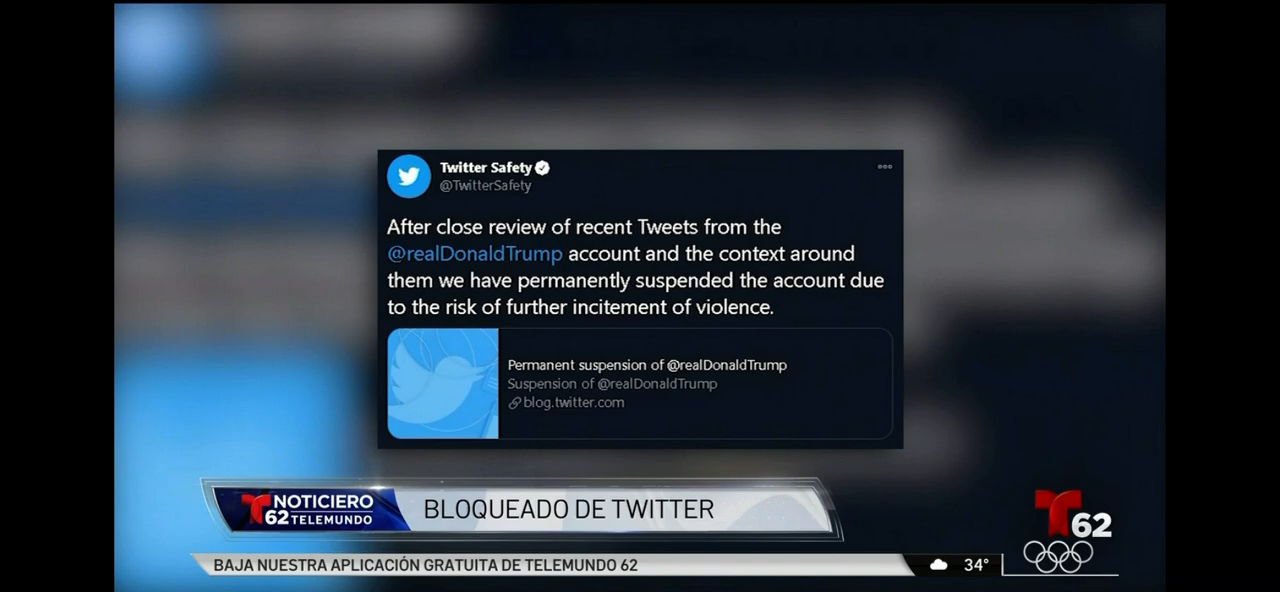 Twitter Safety
@TwitterSafety
After close review of recent Tweets from the
@realDonaldTrump account and the context around
them we have permanently suspended the account due
to the risk of further incitement of violence.
Permanent suspension of @realDonaldTrump
Suspension of @realDonaldTrump
blog.twitter.com
NOTICIERO
62 TELEMUNDO
BLOQUEADO DE TWITTER
62
BAJA NUESTRA APLICACIÓN GRATUITA DE TELEMUNDO 62
34°